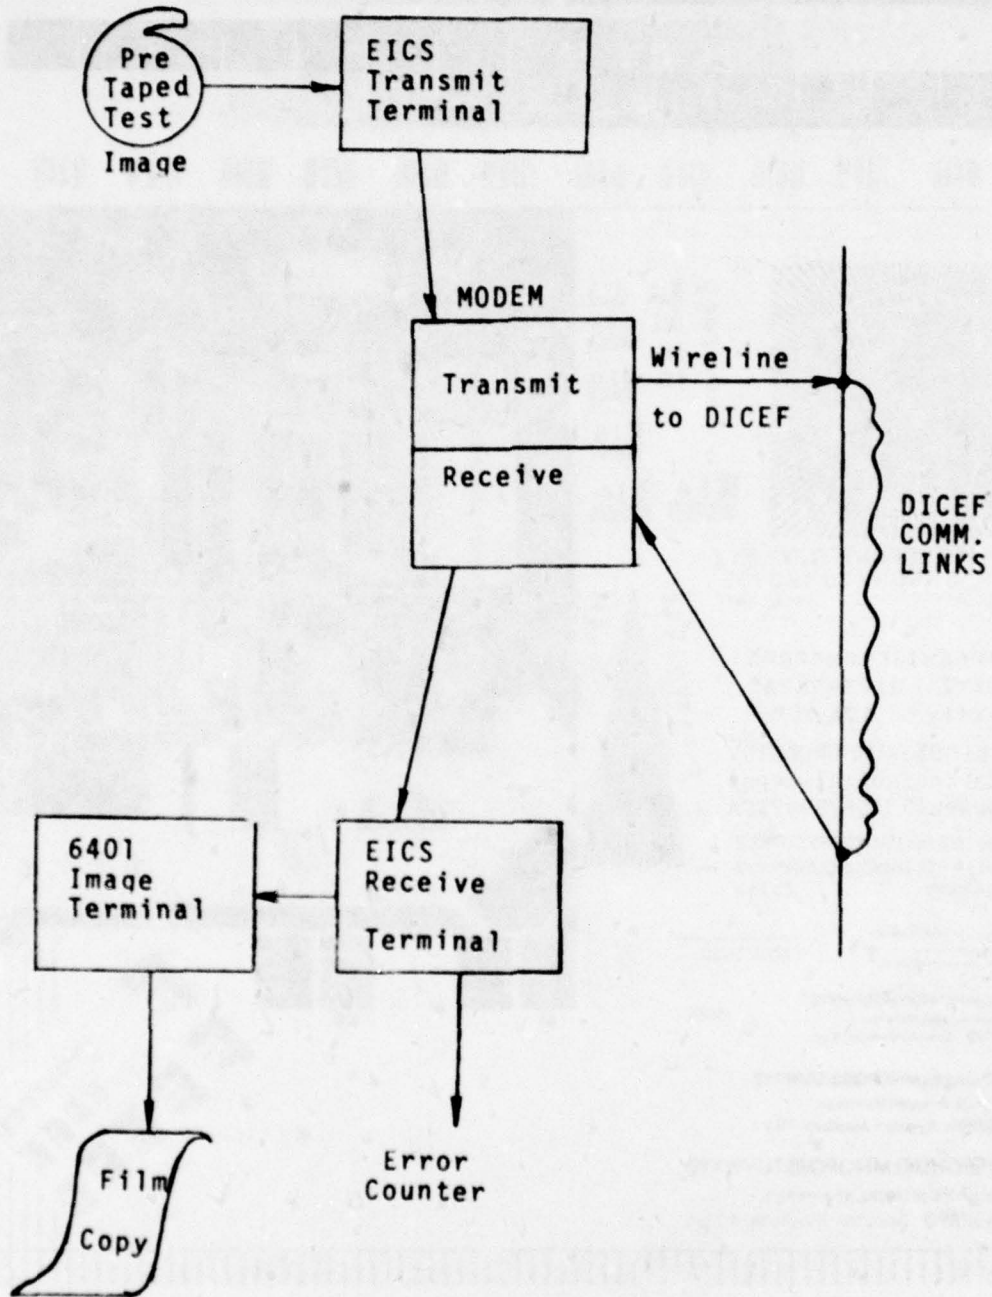 Pre
Taped
Test
Image
EICS
Transmit
Terminal
MODEM
Transmit
Receive
Wireline
to DICEF
DICEF
COMM.
LINKS
6401
Image
Terminal
EICS
Receive
Terminal
Film
Copy
Error
Counter